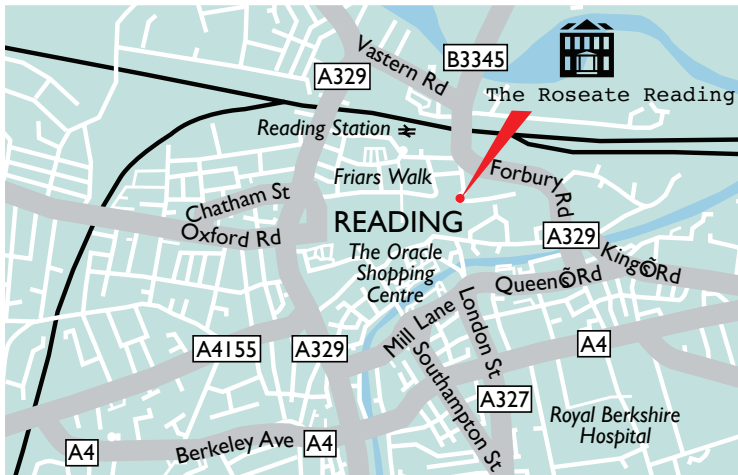 Vastern Rd
B3345
A329
The Roseate Reading
Reading Station
Friars Walk
Forbury
Rd
Chatham St
Oxford Rd
READING
A329
The Oracle
Shopping
Centre
KingÕs Rd
QueenÕs Rd
Mill Lane
London St
A4155
A329
A4
Southampton St
A327
Royal Berkshire
Hospital
Berkeley Ave
A4
A4